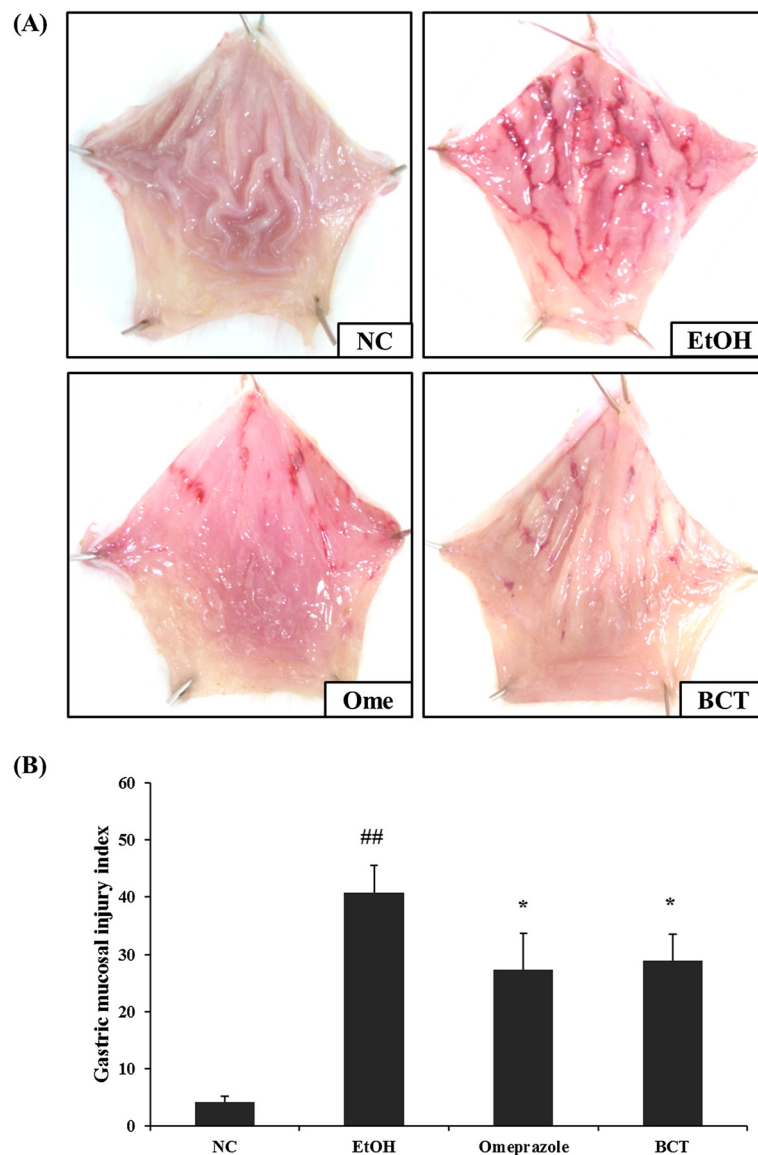 (A)
NC
EtOH
Ome
BCT
(B)
Gastric mucosal injury index
60
50
40
30
20
10
0
##
*
*
NC
EtOH
Omeprazole
BCT